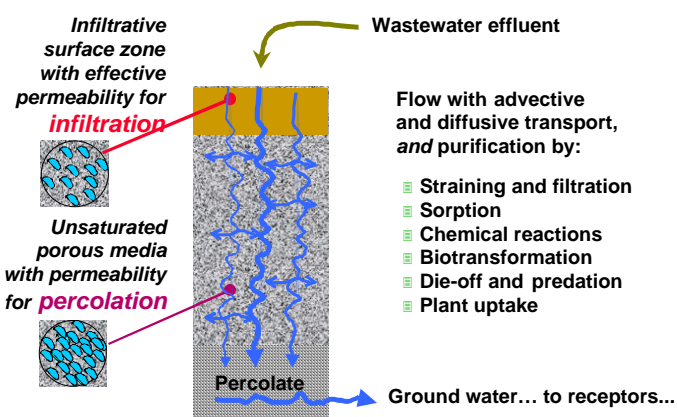 Infiltrative
surface zone
with effective
permeability for
infiltration
Unsaturated
porous media
with permeability
for percolation
Wastewater effluent
Flow with advective
and diffusive transport,
and purification by:
Straining and filtration
Sorption
Chemical reactions
Biotransformation
Die-off and predation
Plant uptake
Percolate
Ground water… to receptors...